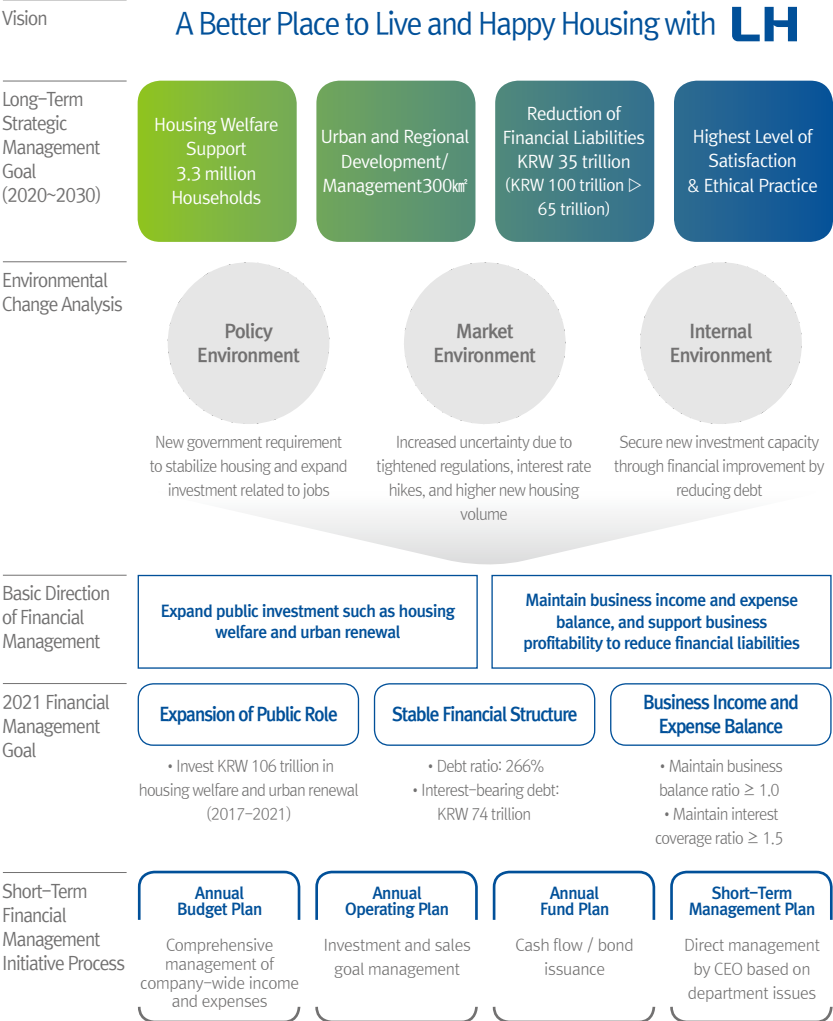 Vision
A Better Place to Live and Happy Housing with LH
Long-Term
Strategic
Management
Goal
(2020~2030)
Housing Welfare
Support
3.3 million
Households
Urban and Regional
Development/
Management300㎢
Reduction of
Financial Liabilities
KRW 35 trillion
(KRW 100 trillion ▷
65 trillion)
Highest Level of
Satisfaction
& Ethical Practice
Environmental
Change Analysis
Policy
Environment
Market
Environment
Internal
Environment
New government requirement
to stabilize housing and expand
investment related to jobs
Increased uncertainty due to
tightened regulations, interest rate
hikes, and higher new housing
volume
Secure new investment capacity
through financial improvement by
reducing debt
Basic Direction
of Financial
Management
Expand public investment such as housing
welfare and urban renewal
Maintain business income and expense
balance, and support business
profitability to reduce financial liabilities
2021 Financial
Management
Goal
Expansion of Public Role
Stable Financial Structure
Business Income and
Expense Balance
• Invest KRW 106 trillion in
housing welfare and urban renewal
(2017-2021)
• Debt ratio: 266%
• Interest-bearing debt:
KRW 74 trillion
• Maintain business
balance ratio ≥ 1.0
• Maintain interest
coverage ratio ≥ 1.5
Short-Term
Financial
Management
Initiative Process
Annual
Budget Plan
Annual
Operating Plan
Annual
Fund Plan
Short-Term
Management Plan
Comprehensive
management of
company-wide income
and expenses
Investment and sales
goal management
Cash flow / bond
issuance
Direct management
by CEO based on
department issues